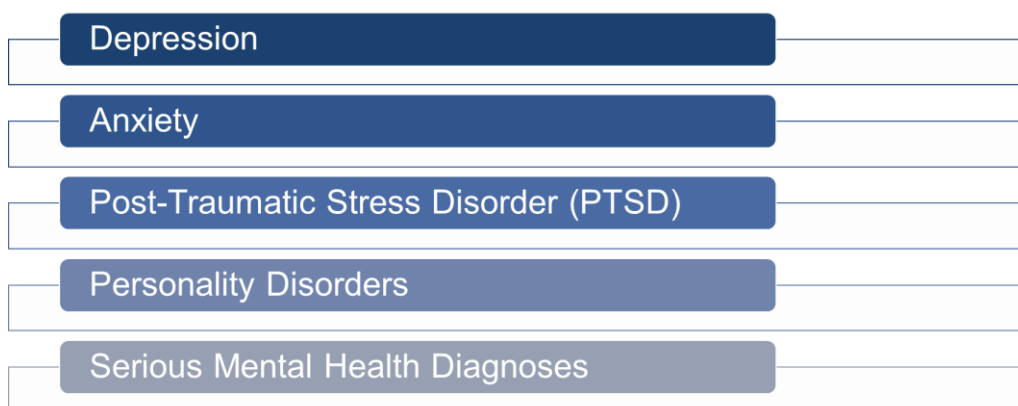 Depression
Anxiety
Post-Traumatic Stress Disorder (PTSD)
Personality Disorders
Serious Mental Health Diagnoses